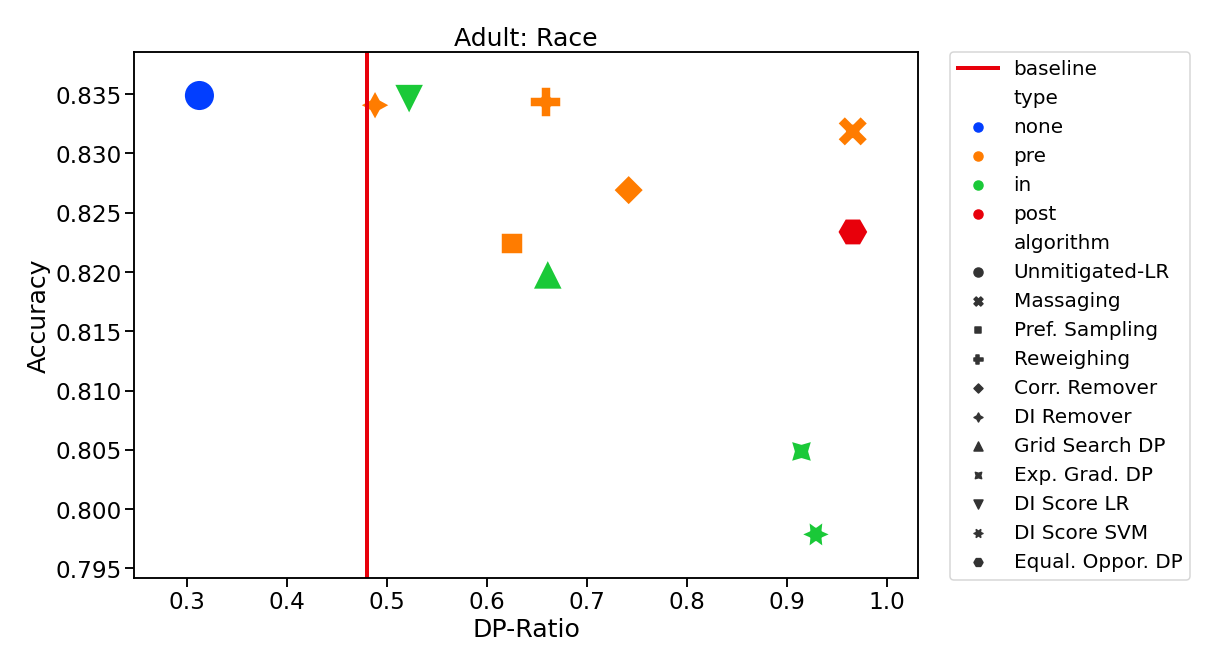 Adult: Race
Accuracy
0.835
0.830
0.825
0.820
0.815
0.810
0.805
0.800
0.795
0.3 0.4 0.5 0.6 0.7 0.8 0.9 1.0
DP-Ratio
baseline
type
none
pre
in
post
algorithm
Unmitigated-LR
Massaging
Pref. Sampling
Reweighing
Corr. Remover
DI Remover
Grid Search DP
Exp. Grad. DP
DI Score LR
DI Score SVM
Equal. Oppor. DP